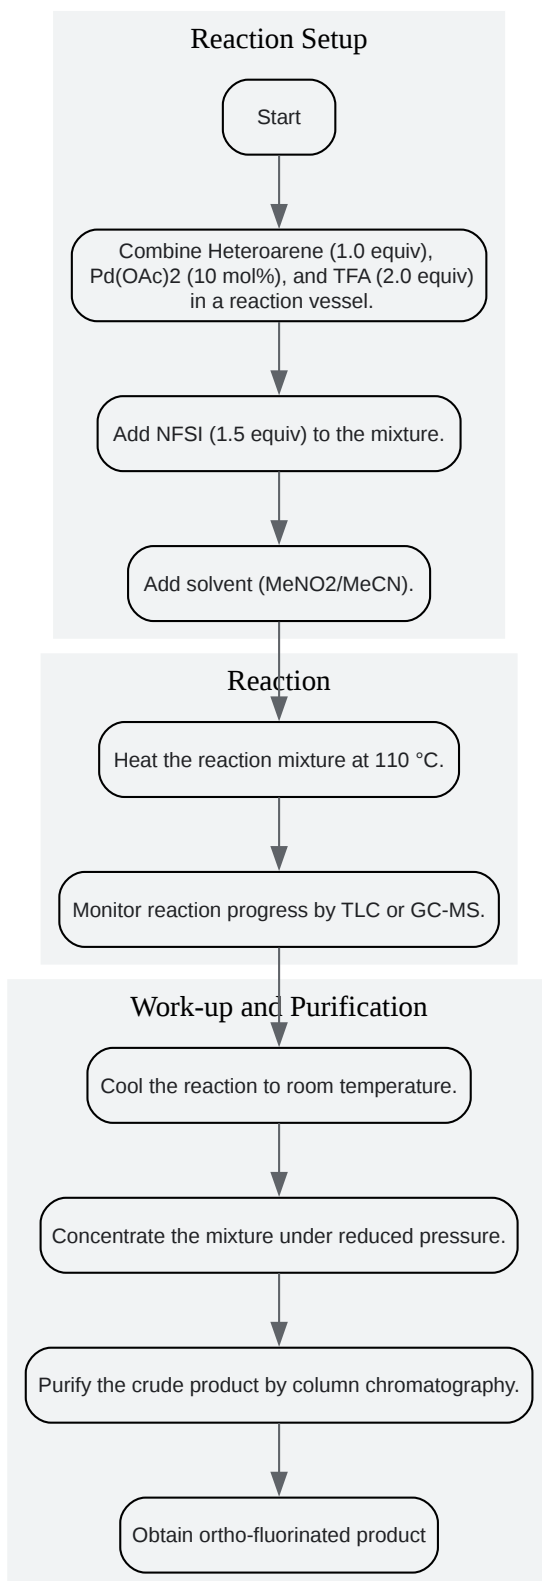 Reaction Setup
Start
Combine Heteroarene (1.0 equiv),
Pd(OAc)2 (10 mol%), and TFA (2.0 equiv)
in a reaction vessel.
Add NFSI (1.5 equiv) to the mixture.
Add solvent (MeNO2/MeCN).
Reaction
Heat the reaction mixture at 110 °C.
Monitor reaction progress by TLC or GC-MS.
Work-up and Purification
Cool the reaction to room temperature.
Concentrate the mixture under reduced pressure.
Purify the crude product by column chromatography.
Obtain ortho-fluorinated product